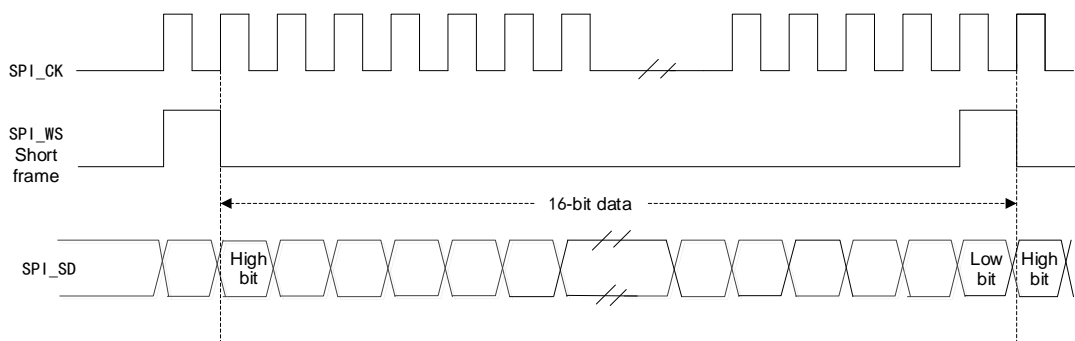 SPI_CK
SPI_WS
Short
frame
16-bit data
SPI_SD
High
bit
Low
bit
High
bit